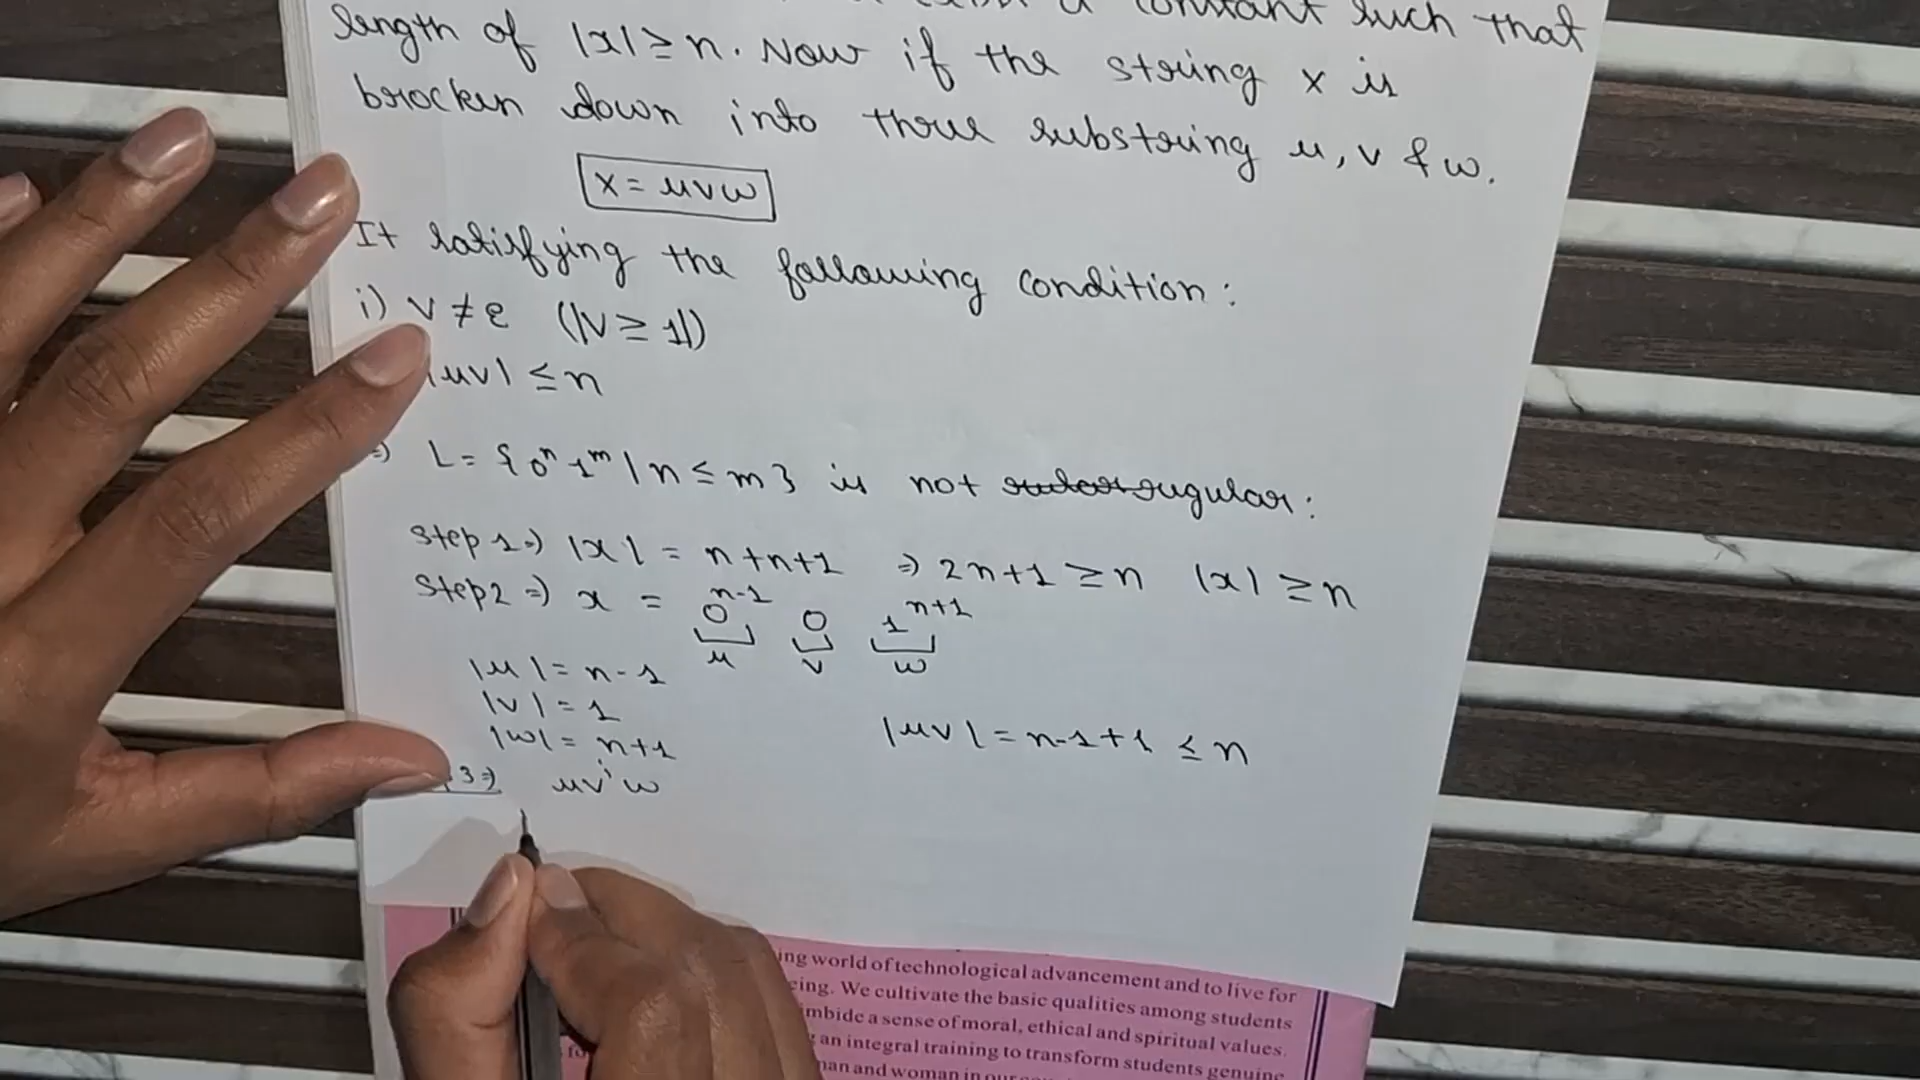 a constant such that
length of |x| ≥ n. Now if the string x is
brocken down into three substring u, v & w.
x = uvw
It satisfying the following condition:
i) v ≠ ε (|v ≥ 1|)
|uv| ≤ n
⇒ L = {0ⁿ 1ᵐ | n ≤ m} is not regular:
Step 1 ⇒ |x| = n+n+1 ⇒ 2n+1 ≥ n |x| ≥ n
Step 2 ⇒ x = 0ⁿ⁻¹ 0 1ⁿ⁺¹
u v w
|u| = n-1
|v| = 1
|w| = n+1
|uv| = n-1+1 ≤ n
3 ⇒ uvⁱw
ing world of technological advancement and to live for
cing. We cultivate the basic qualities among students
mbide a sense of moral, ethical and spiritual values.
an integral training to transform students genuine
man and woman in our